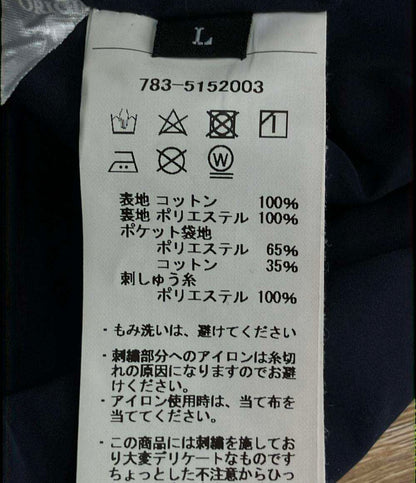 ORIGI
L
783-5152003
W
表地 コットン 100%
裏地 ポリエステル 100%
ポケット袋地
ポリエステル 65%
コットン 35%
刺しゅう糸
ポリエステル 100%
・もみ洗いは、避けてください
・刺繍部分へのアイロンは糸切
れの原因になりますのでお避
けください。
・アイロン使用時は、当て布を
当ててください。
・この商品には刺繍を施してお
り大変デリケートなものです
ちょっとした不注意からひっ